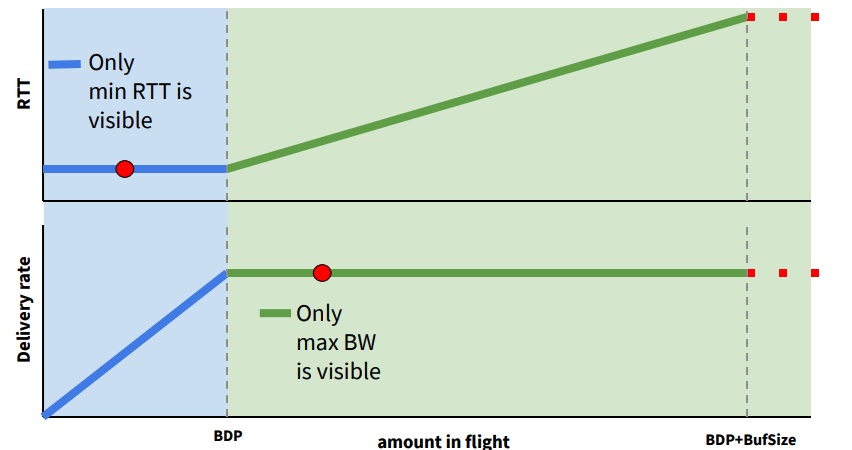 RTT
Only
min RTT is
visible
Delivery rate
Only
max BW
is visible
BDP
amount in flight
BDP+BufSize